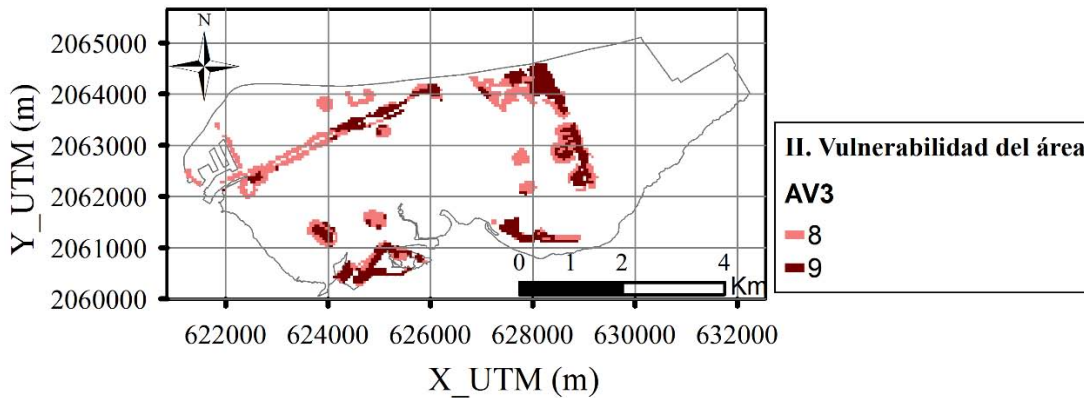 N
Y_UTM (m)
2065000
2064000
2063000
2062000
2061000
2060000
0 1 2 4
Km
622000 624000 626000 628000 630000 632000
X_UTM (m)
II. Vulnerabilidad del área
AV3
8
9